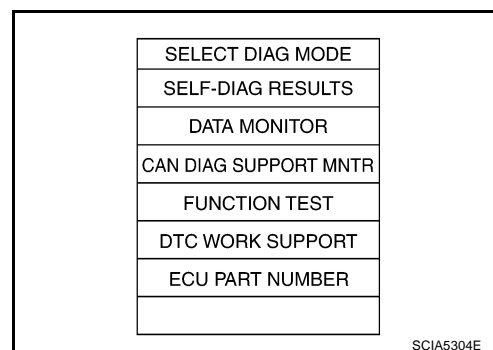 SELECT DIAG MODE
SELF-DIAG RESULTS
DATA MONITOR
CAN DIAG SUPPORT MNTR
FUNCTION TEST
DTC WORK SUPPORT
ECU PART NUMBER
SCIA5304E